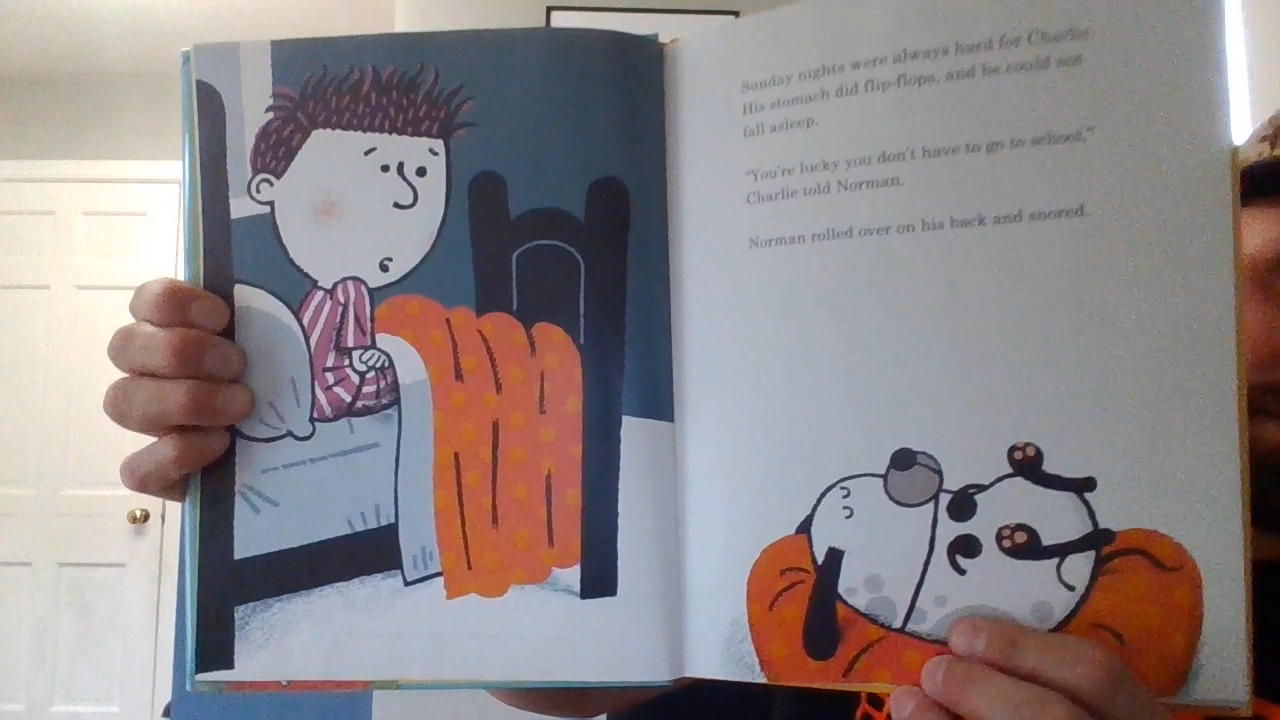 Sunday nights were always hard for Charlie.
His stomach did flip-flops, and he could not
fall asleep.
“You’re lucky you don’t have to go to school,”
Charlie told Norman.
Norman rolled over on his back and snored.